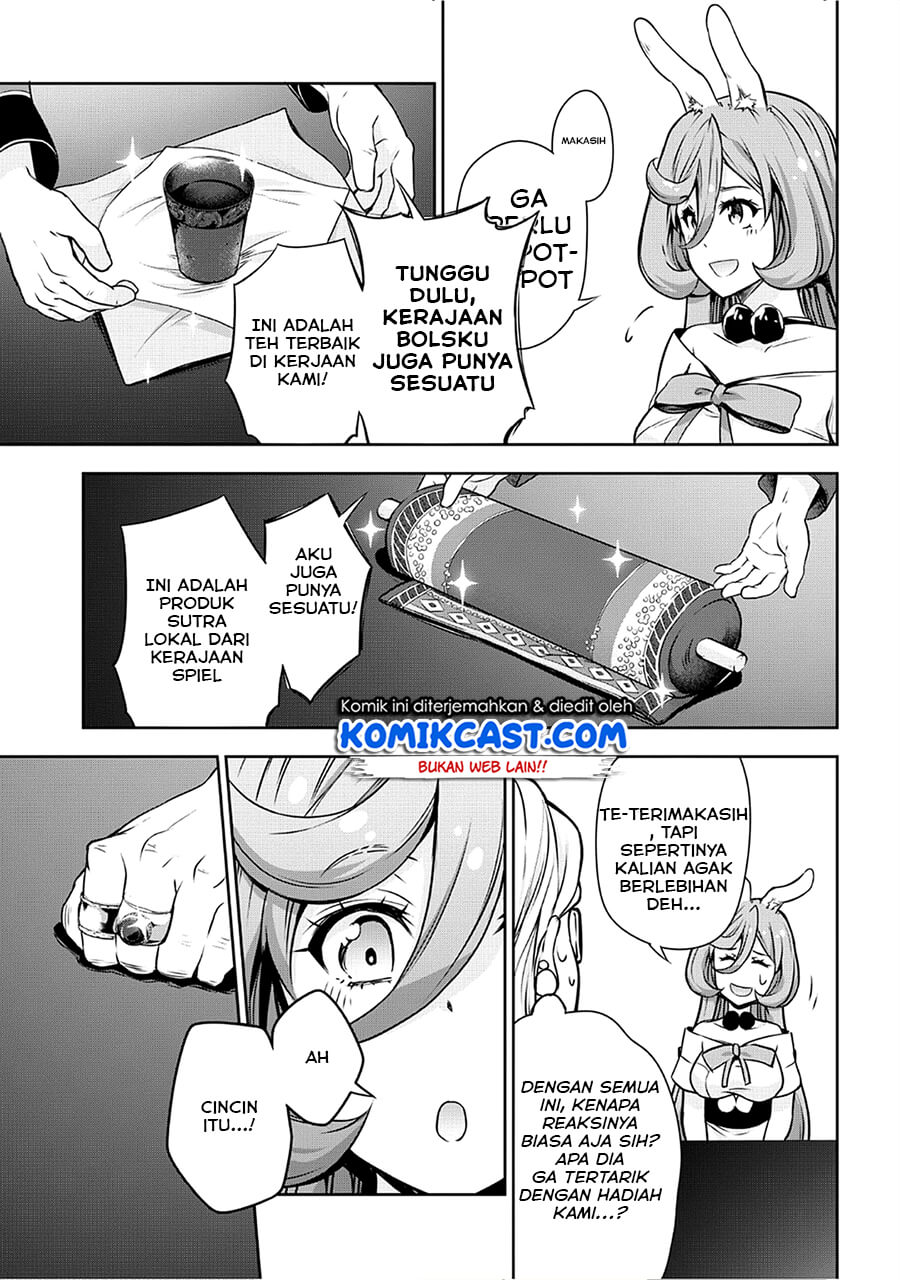 MAKASIH
GA
POT-
POT
TUNGGU
DULU,
KERAJAAN
BOLSKU
JUGA PUNYA
SESUATU
INI ADALAH
TEH TERBAIK
DI KERJAAN
KAMI!
AKU
JUGA
PUNYA
SESUATU!
INI ADALAH
PRODUK
SUTRA
LOKAL DARI
KERAJAAN
SPIEL
Komik ini diterjemahkan & diedit oleh
KOMIKCAST.COM
BUKAN WEB LAIN!!
TE-TERIMAKASIH
, TAPI
SEPERTINYA
KALIAN AGAK
BERLEBIHAN
DEH...
DENGAN SEMUA
INI, KENAPA
REAKSINYA
BIASA AJA SIH?
APA DIA
GA TERTARIK
DENGAN HADIAH
KAMI...?
AH
CINCIN
ITU...!